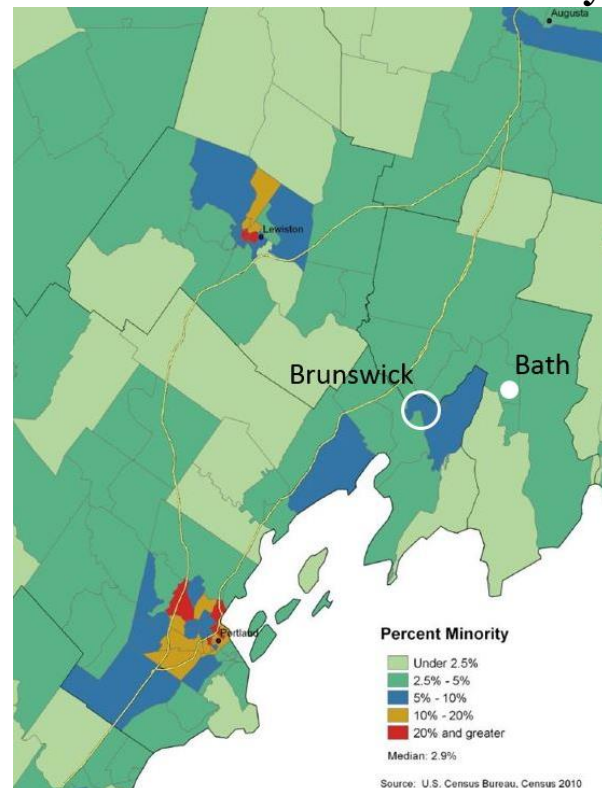 Augusta
Lewiston
Brunswick
Bath
Portland
Percent Minority
Under 2.5%
2.5% - 5%
5% - 10%
10% - 20%
20% and greater
Median: 2.9%
Source: U.S. Census Bureau, Census 2010